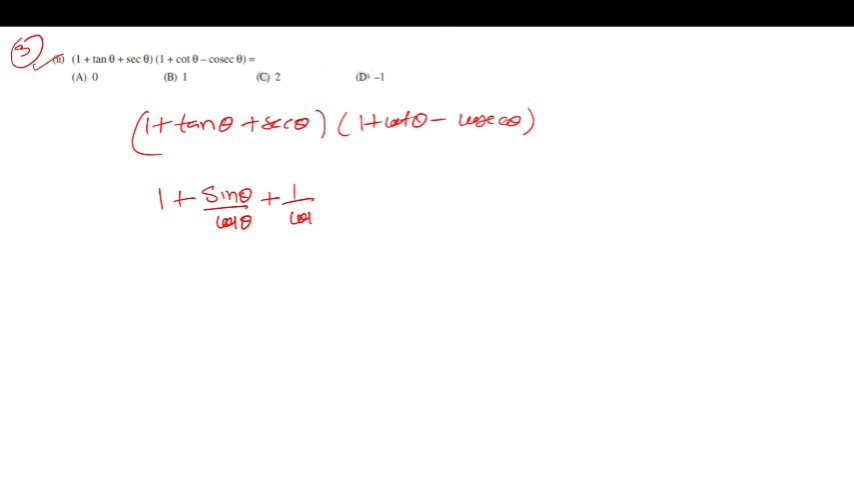 3 (ii) (1 + tan θ + sec θ) (1 + cot θ – cosec θ) =
(A) 0 (B) 1 (C) 2 (D) –1
(1+tanθ+secθ) (1+cotθ – cosecθ)
1 + sinθ/cosθ + 1/cos